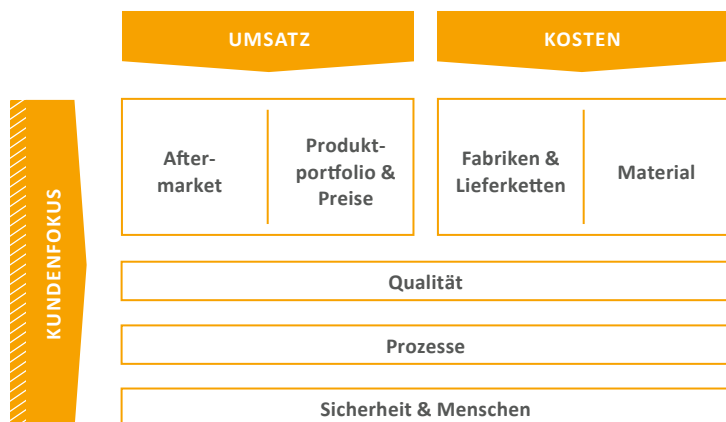 UMSATZ
KOSTEN
KUNDENFOKUS
After-
market
Produkt-
portfolio &
Preise
Fabriken &
Lieferketten
Material
Qualität
Prozesse
Sicherheit & Menschen